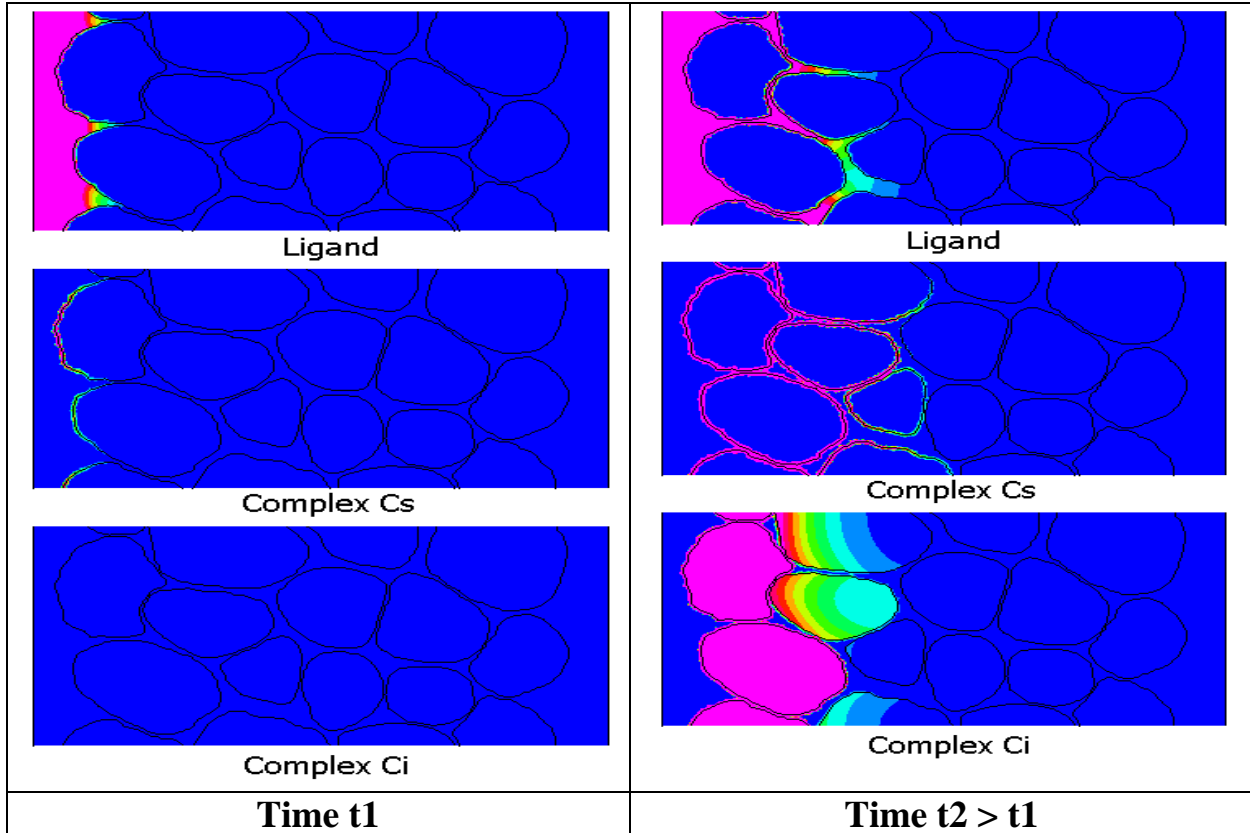 Ligand
Complex Cs
Complex Ci
Time t1
Ligand
Complex Cs
Complex Ci
Time t2 > t1